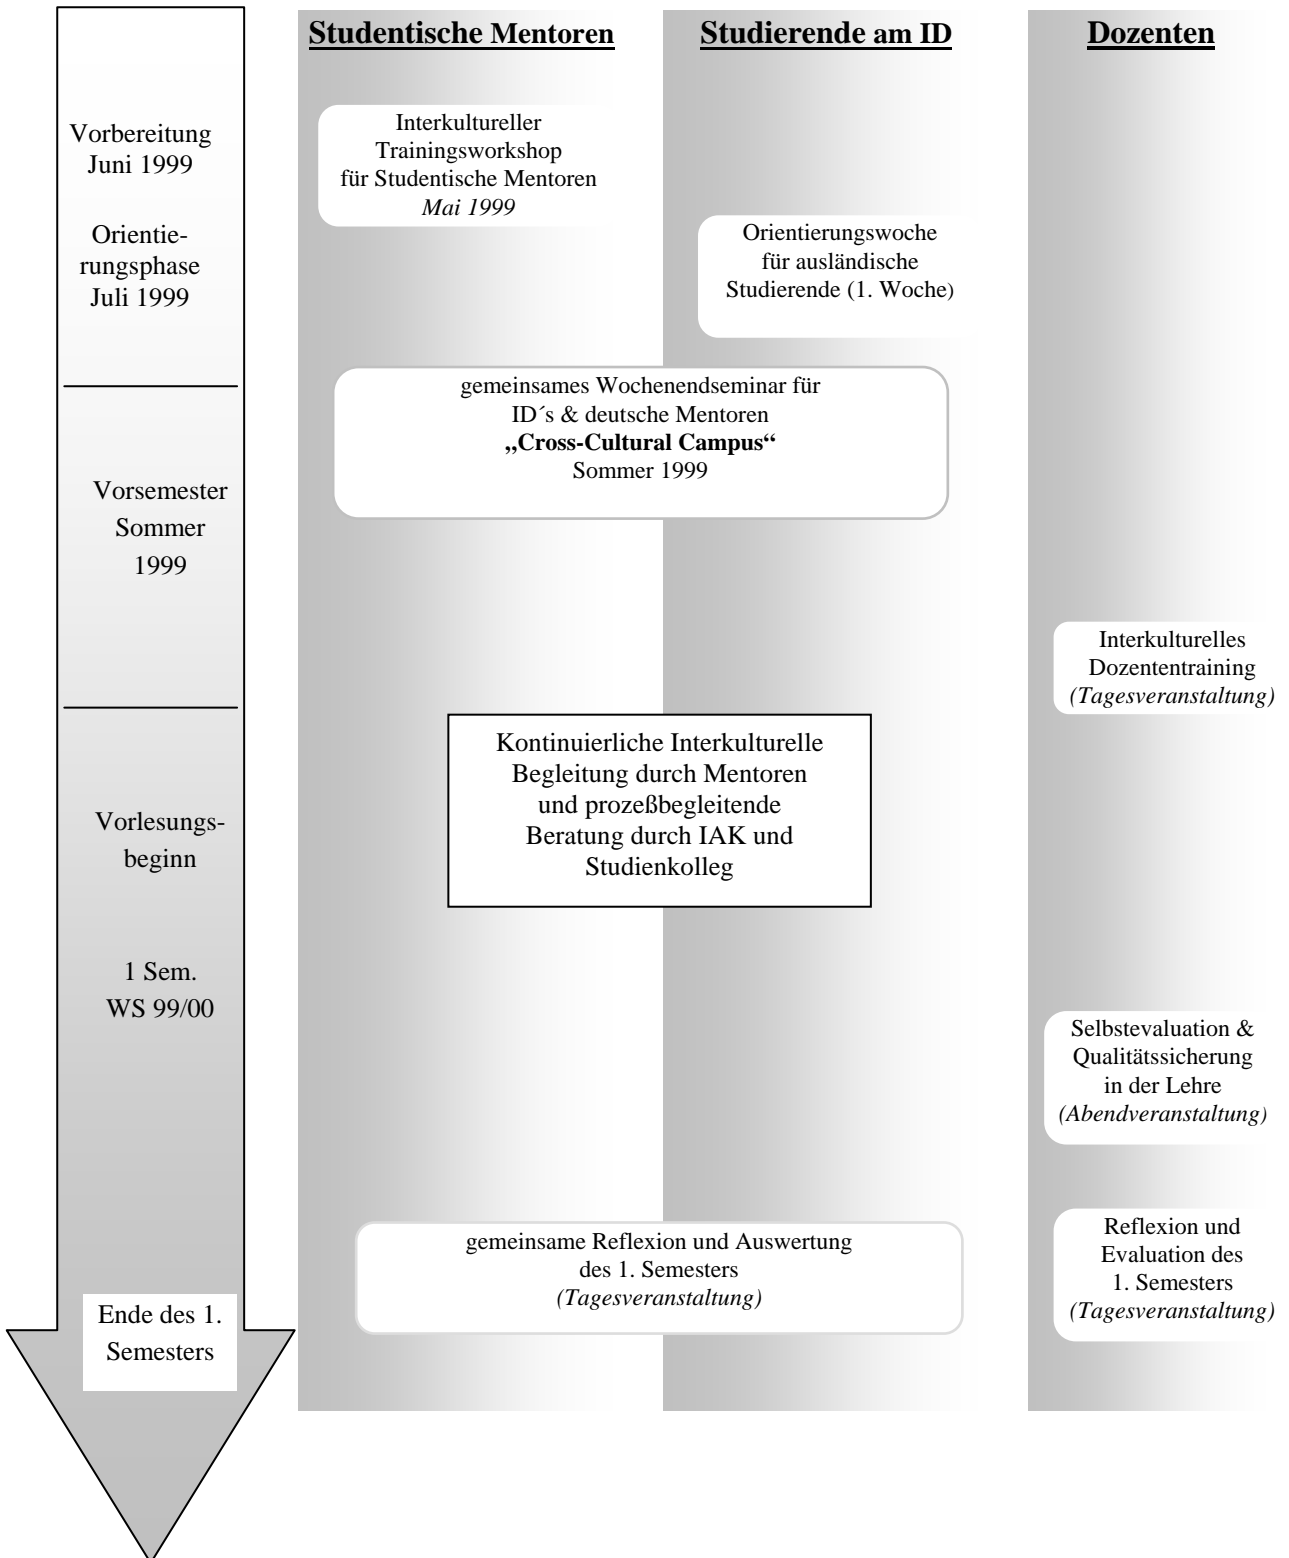 Studentische Mentoren
Studierende am ID
Dozenten
Vorbereitung
Juni 1999
Orientie-
rungsphase
Juli 1999
Interkultureller
Trainingsworkshop
für Studentische Mentoren
Mai 1999
Orientierungswoche
für ausländische
Studierende (1. Woche)
gemeinsames Wochenendseminar für
ID´s & deutsche Mentoren
„Cross-Cultural Campus“
Sommer 1999
Vorsemester
Sommer
1999
Interkulturelles
Dozententraining
(Tagesveranstaltung)
Kontinuierliche Interkulturelle
Begleitung durch Mentoren
und prozeßbegleitende
Beratung durch IAK und
Studienkolleg
Vorlesungs-
beginn
1 Sem.
WS 99/00
Selbstevaluation &
Qualitätssicherung
in der Lehre
(Abendveranstaltung)
gemeinsame Reflexion und Auswertung
des 1. Semesters
(Tagesveranstaltung)
Reflexion und
Evaluation des
1. Semesters
(Tagesveranstaltung)
Ende des 1.
Semesters